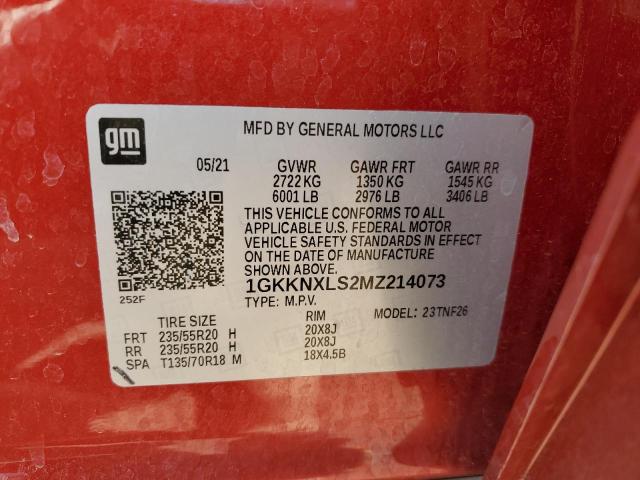 gm
MFD BY GENERAL MOTORS LLC
05/21 GVWR GAWR FRT GAWR RR
2722 KG 1350 KG 1545 KG
6001 LB 2976 LB 3406 LB
THIS VEHICLE CONFORMS TO ALL
APPLICABLE U.S. FEDERAL MOTOR
VEHICLE SAFETY STANDARDS IN EFFECT
ON THE DATE OF MANUFACTURE
SHOWN ABOVE.
1GKKNXLS2MZ214073
252F
TYPE: M.P.V. MODEL: 23TNF26
TIRE SIZE RIM
FRT 235/55R20 H 20X8J
RR 235/55R20 H 20X8J
SPA T135/70R18 M 18X4.5B